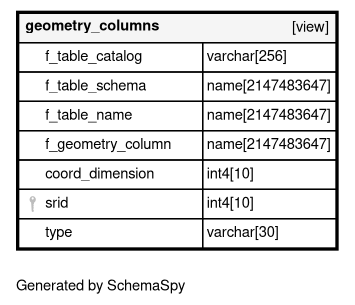 geometry_columns [view]
f_table_catalog varchar[256]
f_table_schema name[2147483647]
f_table_name name[2147483647]
f_geometry_column name[2147483647]
coord_dimension int4[10]
srid int4[10]
type varchar[30]
Generated by SchemaSpy